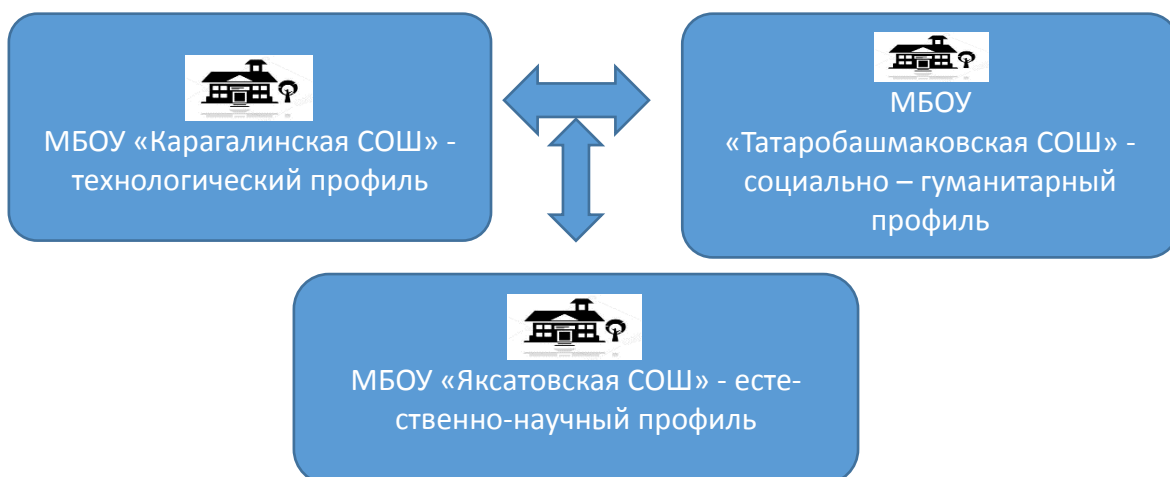 МБОУ «Карагалинская СОШ» -
технологический профиль
МБОУ
«Татаробашмаковская СОШ» -
социально – гуманитарный
профиль
МБОУ «Яксатовская СОШ» - есте-
ственно-научный профиль